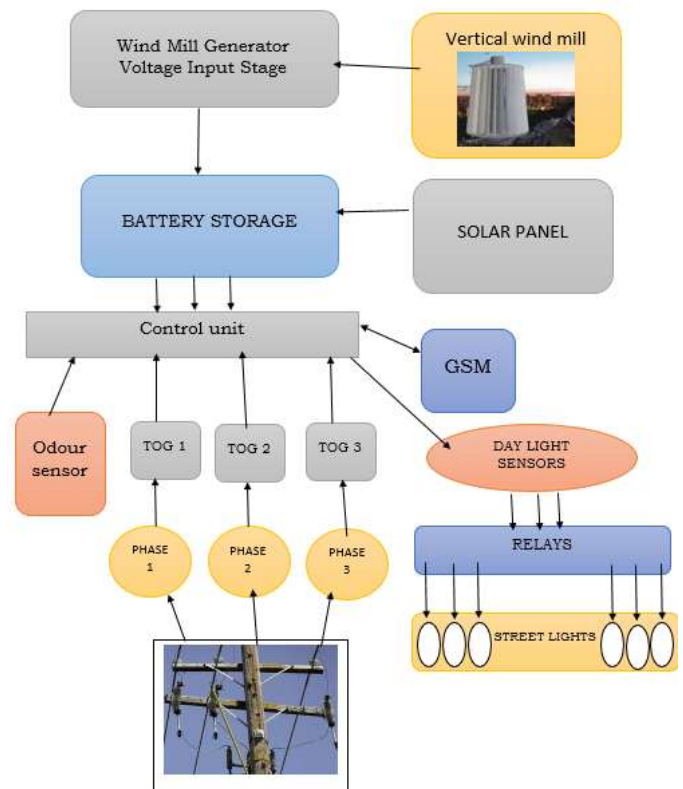 Wind Mill Generator
Voltage Input Stage
Vertical wind mill
BATTERY STORAGE
SOLAR PANEL
Control unit
GSM
Odour
sensor
TOG 1
TOG 2
TOG 3
DAY LIGHT
SENSORS
PHASE
1
PHASE
2
PHASE
3
RELAYS
STREET LIGHTS